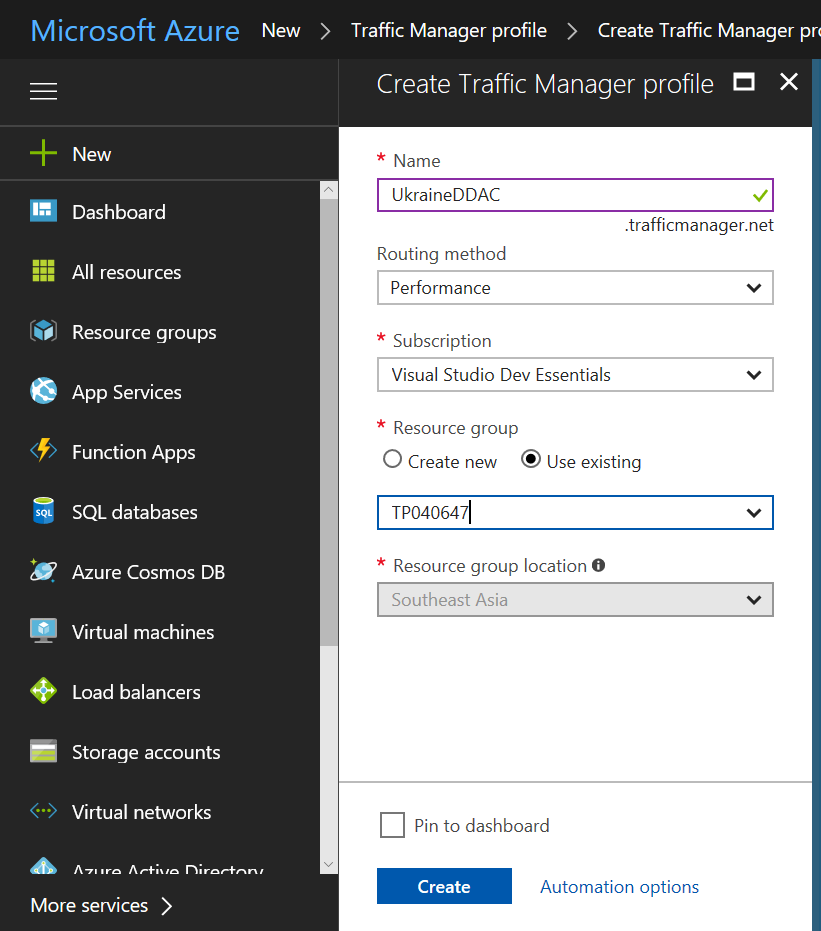 Microsoft Azure New > Traffic Manager profile > Create Traffic Manager
Create Traffic Manager profile
New
Dashboard
All resources
Resource groups
App Services
Function Apps
SQL databases
Azure Cosmos DB
Virtual machines
Load balancers
Storage accounts
Virtual networks
Azure Active Directory
More services >
* Name
UkraineDDAC
.trafficmanager.net
Routing method
Performance
* Subscription
Visual Studio Dev Essentials
* Resource group
Create new Use existing
TP040647
* Resource group location
Southeast Asia
Pin to dashboard
Create Automation options